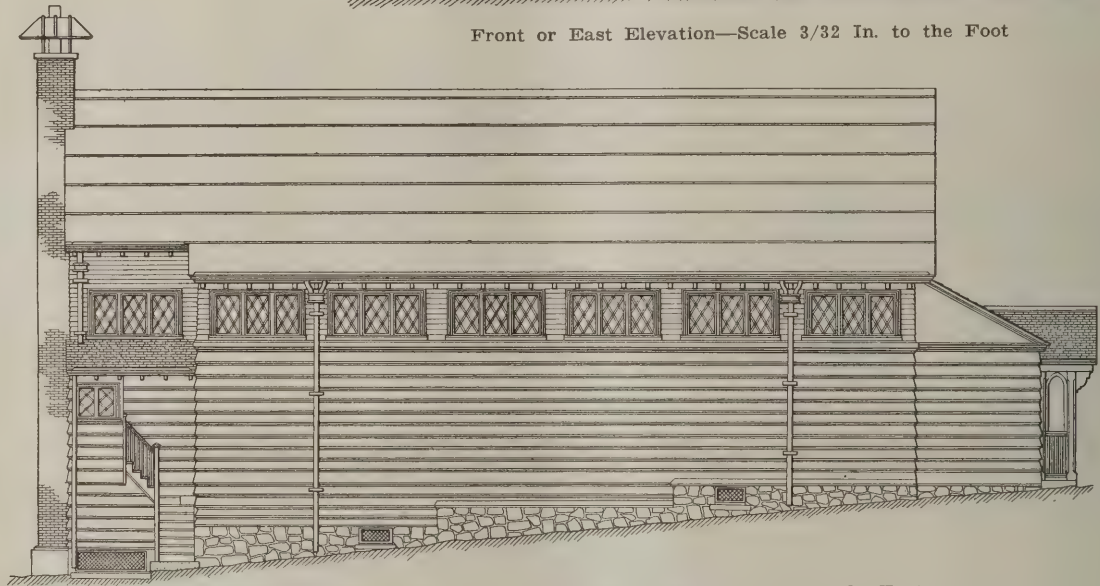 Front or East Elevation—Scale 3/32 In. to the Foot